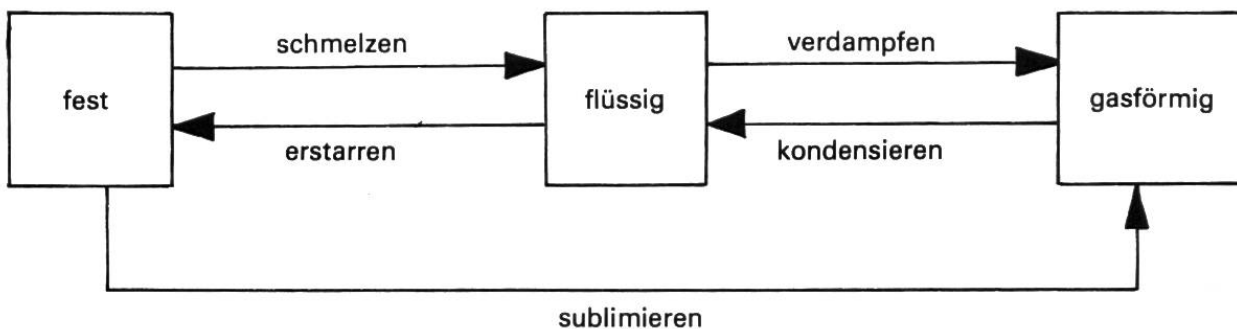 schmelzen
verdampfen
fest
flüssig
gasförmig
erstarren
kondensieren
sublimieren